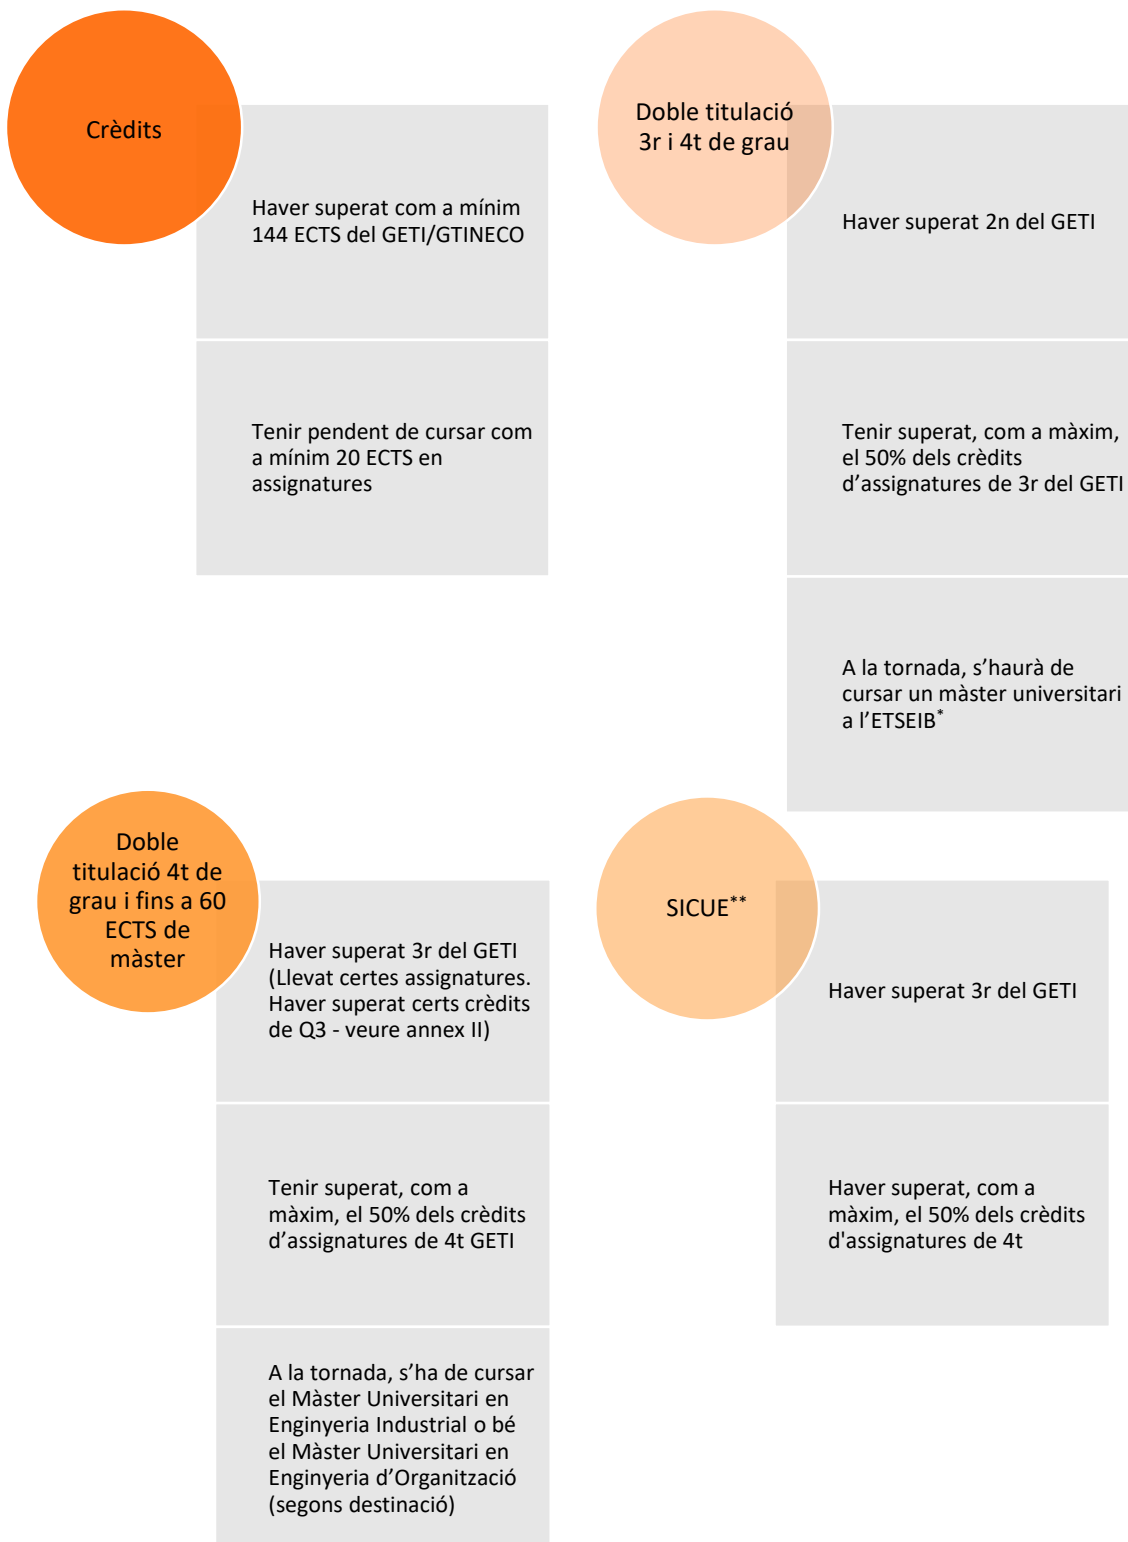 Crèdits
Haver superat com a mínim
144 ECTS del GETI/GTINECO
Tenir pendent de cursar com
a mínim 20 ECTS en
assignatures
Doble titulació
3r i 4t de grau
Haver superat 2n del GETI
Tenir superat, com a màxim,
el 50% dels crèdits
d’assignatures de 3r del GETI
A la tornada, s’haurà de
cursar un màster universitari
a l’ETSEIB*
Doble
titulació 4t de
grau i fins a 60
ECTS de
màster
Haver superat 3r del GETI
(Llevat certes assignatures.
Haver superat certs crèdits
de Q3 - veure annex II)
Tenir superat, com a
màxim, el 50% dels crèdits
d’assignatures de 4t GETI
A la tornada, s’ha de cursar
el Màster Universitari en
Enginyeria Industrial o bé
el Màster Universitari en
Enginyeria d’Organització
(segons destinació)
SICUE**
Haver superat 3r del GETI
Haver superat, com a
màxim, el 50% dels crèdits
d'assignatures de 4t